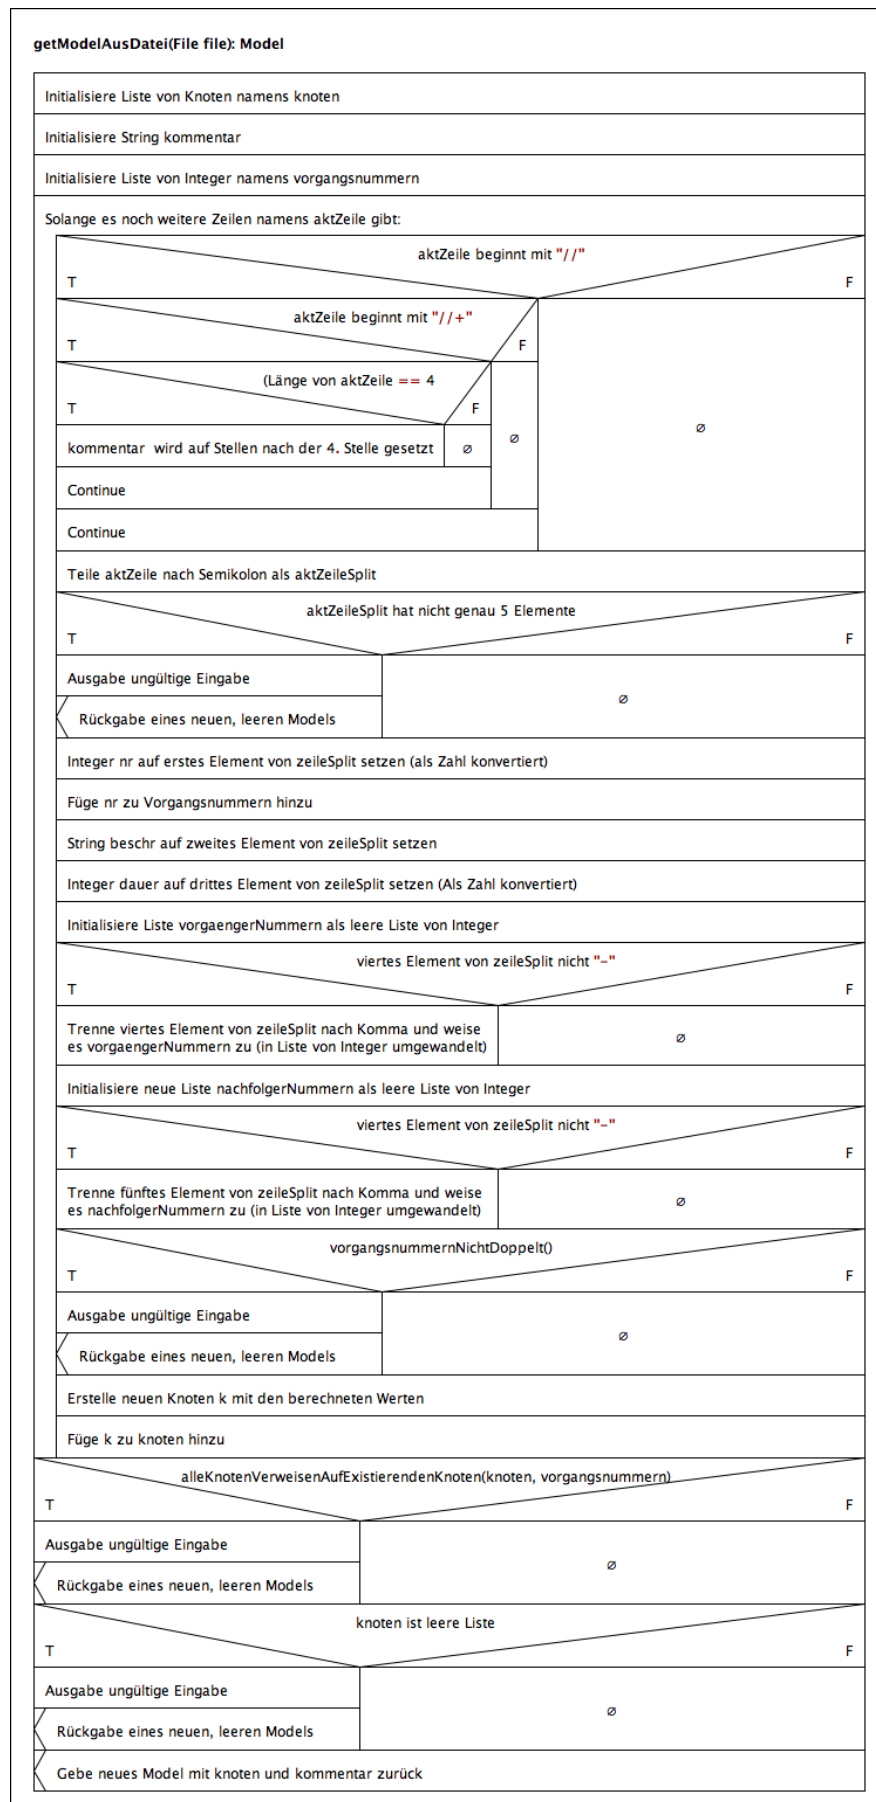 getModelAusDatei(File file): Model
Initialisiere Liste von Knoten namens knoten
Initialisiere String kommentar
Initialisiere Liste von Integer namens vorgangsnummern
Solange es noch weitere Zeilen namens aktZeile gibt:
aktZeile beginnt mit "//"
T F
aktZeile beginnt mit "//+"
T F
(Länge von aktZeile == 4
T F
kommentar wird auf Stellen nach der 4. Stelle gesetzt ∅ ∅ ∅
Continue
Continue
Teile aktZeile nach Semikolon als aktZeileSplit
aktZeileSplit hat nicht genau 5 Elemente
T F
Ausgabe ungültige Eingabe
∅
Rückgabe eines neuen, leeren Models
Integer nr auf erstes Element von zeileSplit setzen (als Zahl konvertiert)
Füge nr zu Vorgangsnummern hinzu
String beschr auf zweites Element von zeileSplit setzen
Integer dauer auf drittes Element von zeileSplit setzen (Als Zahl konvertiert)
Initialisiere Liste vorgaengerNummern als leere Liste von Integer
viertes Element von zeileSplit nicht "-"
T F
Trenne viertes Element von zeileSplit nach Komma und weise
es vorgaengerNummern zu (in Liste von Integer umgewandelt)
∅
Initialisiere neue Liste nachfolgerNummern als leere Liste von Integer
viertes Element von zeileSplit nicht "-"
T F
Trenne fünftes Element von zeileSplit nach Komma und weise
es nachfolgerNummern zu (in Liste von Integer umgewandelt)
∅
vorgangsnummernNichtDoppelt()
T F
Ausgabe ungültige Eingabe
∅
Rückgabe eines neuen, leeren Models
Erstelle neuen Knoten k mit den berechneten Werten
Füge k zu knoten hinzu
alleKnotenVerweisenAufExistierendenKnoten(knoten, vorgangsnummern)
T F
Ausgabe ungültige Eingabe
∅
Rückgabe eines neuen, leeren Models
knoten ist leere Liste
T F
Ausgabe ungültige Eingabe
∅
Rückgabe eines neuen, leeren Models
Gebe neues Model mit knoten und kommentar zurück